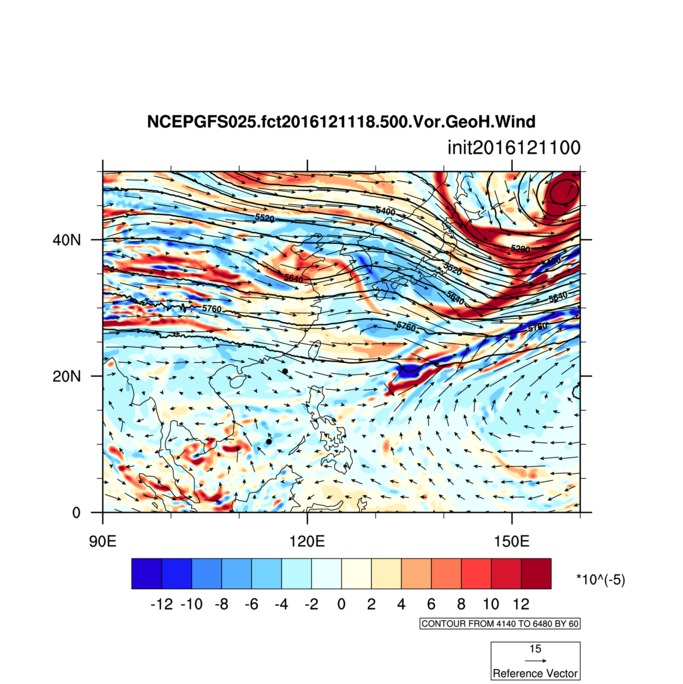 NCEPGFS025.fct2016121118.500.Vor.GeoH.Wind
init2016121100
5520
5400
40N
5280
5520
5640
5640
5640
5760
5760
5760
20N
0
90E 120E 150E
-12 -10 -8 -6 -4 -2 0 2 4 6 8 10 12 *10^(-5)
CONTOUR FROM 4140 TO 6480 BY 60
15
Reference Vector